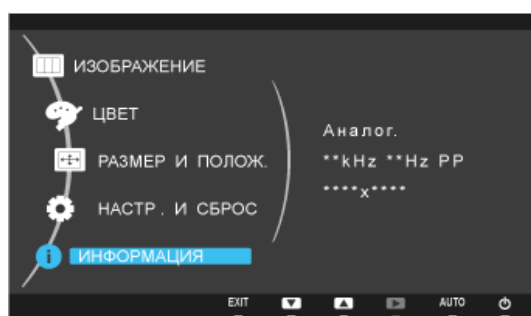 ИЗОБРАЖЕНИЕ
ЦВЕТ
РАЗМЕР И ПОЛОЖ.
НАСТР. И СБРОС
ИНФОРМАЦИЯ
Аналог.
**kHz **Hz PP
****x****
EXIT
AUTO